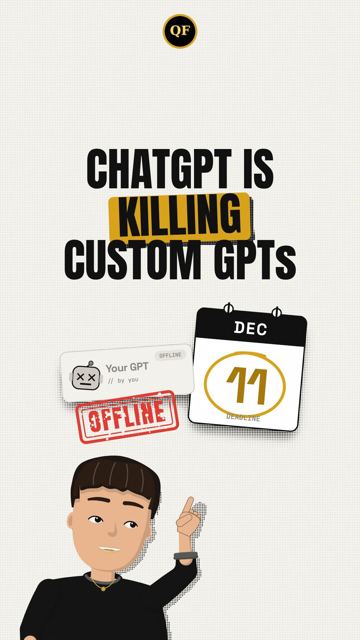 QF
CHATGPT IS
KILLING
CUSTOM GPTs
DEC
11
DEADLINE
OFFLINE
Your GPT
// by you
OFFLINE